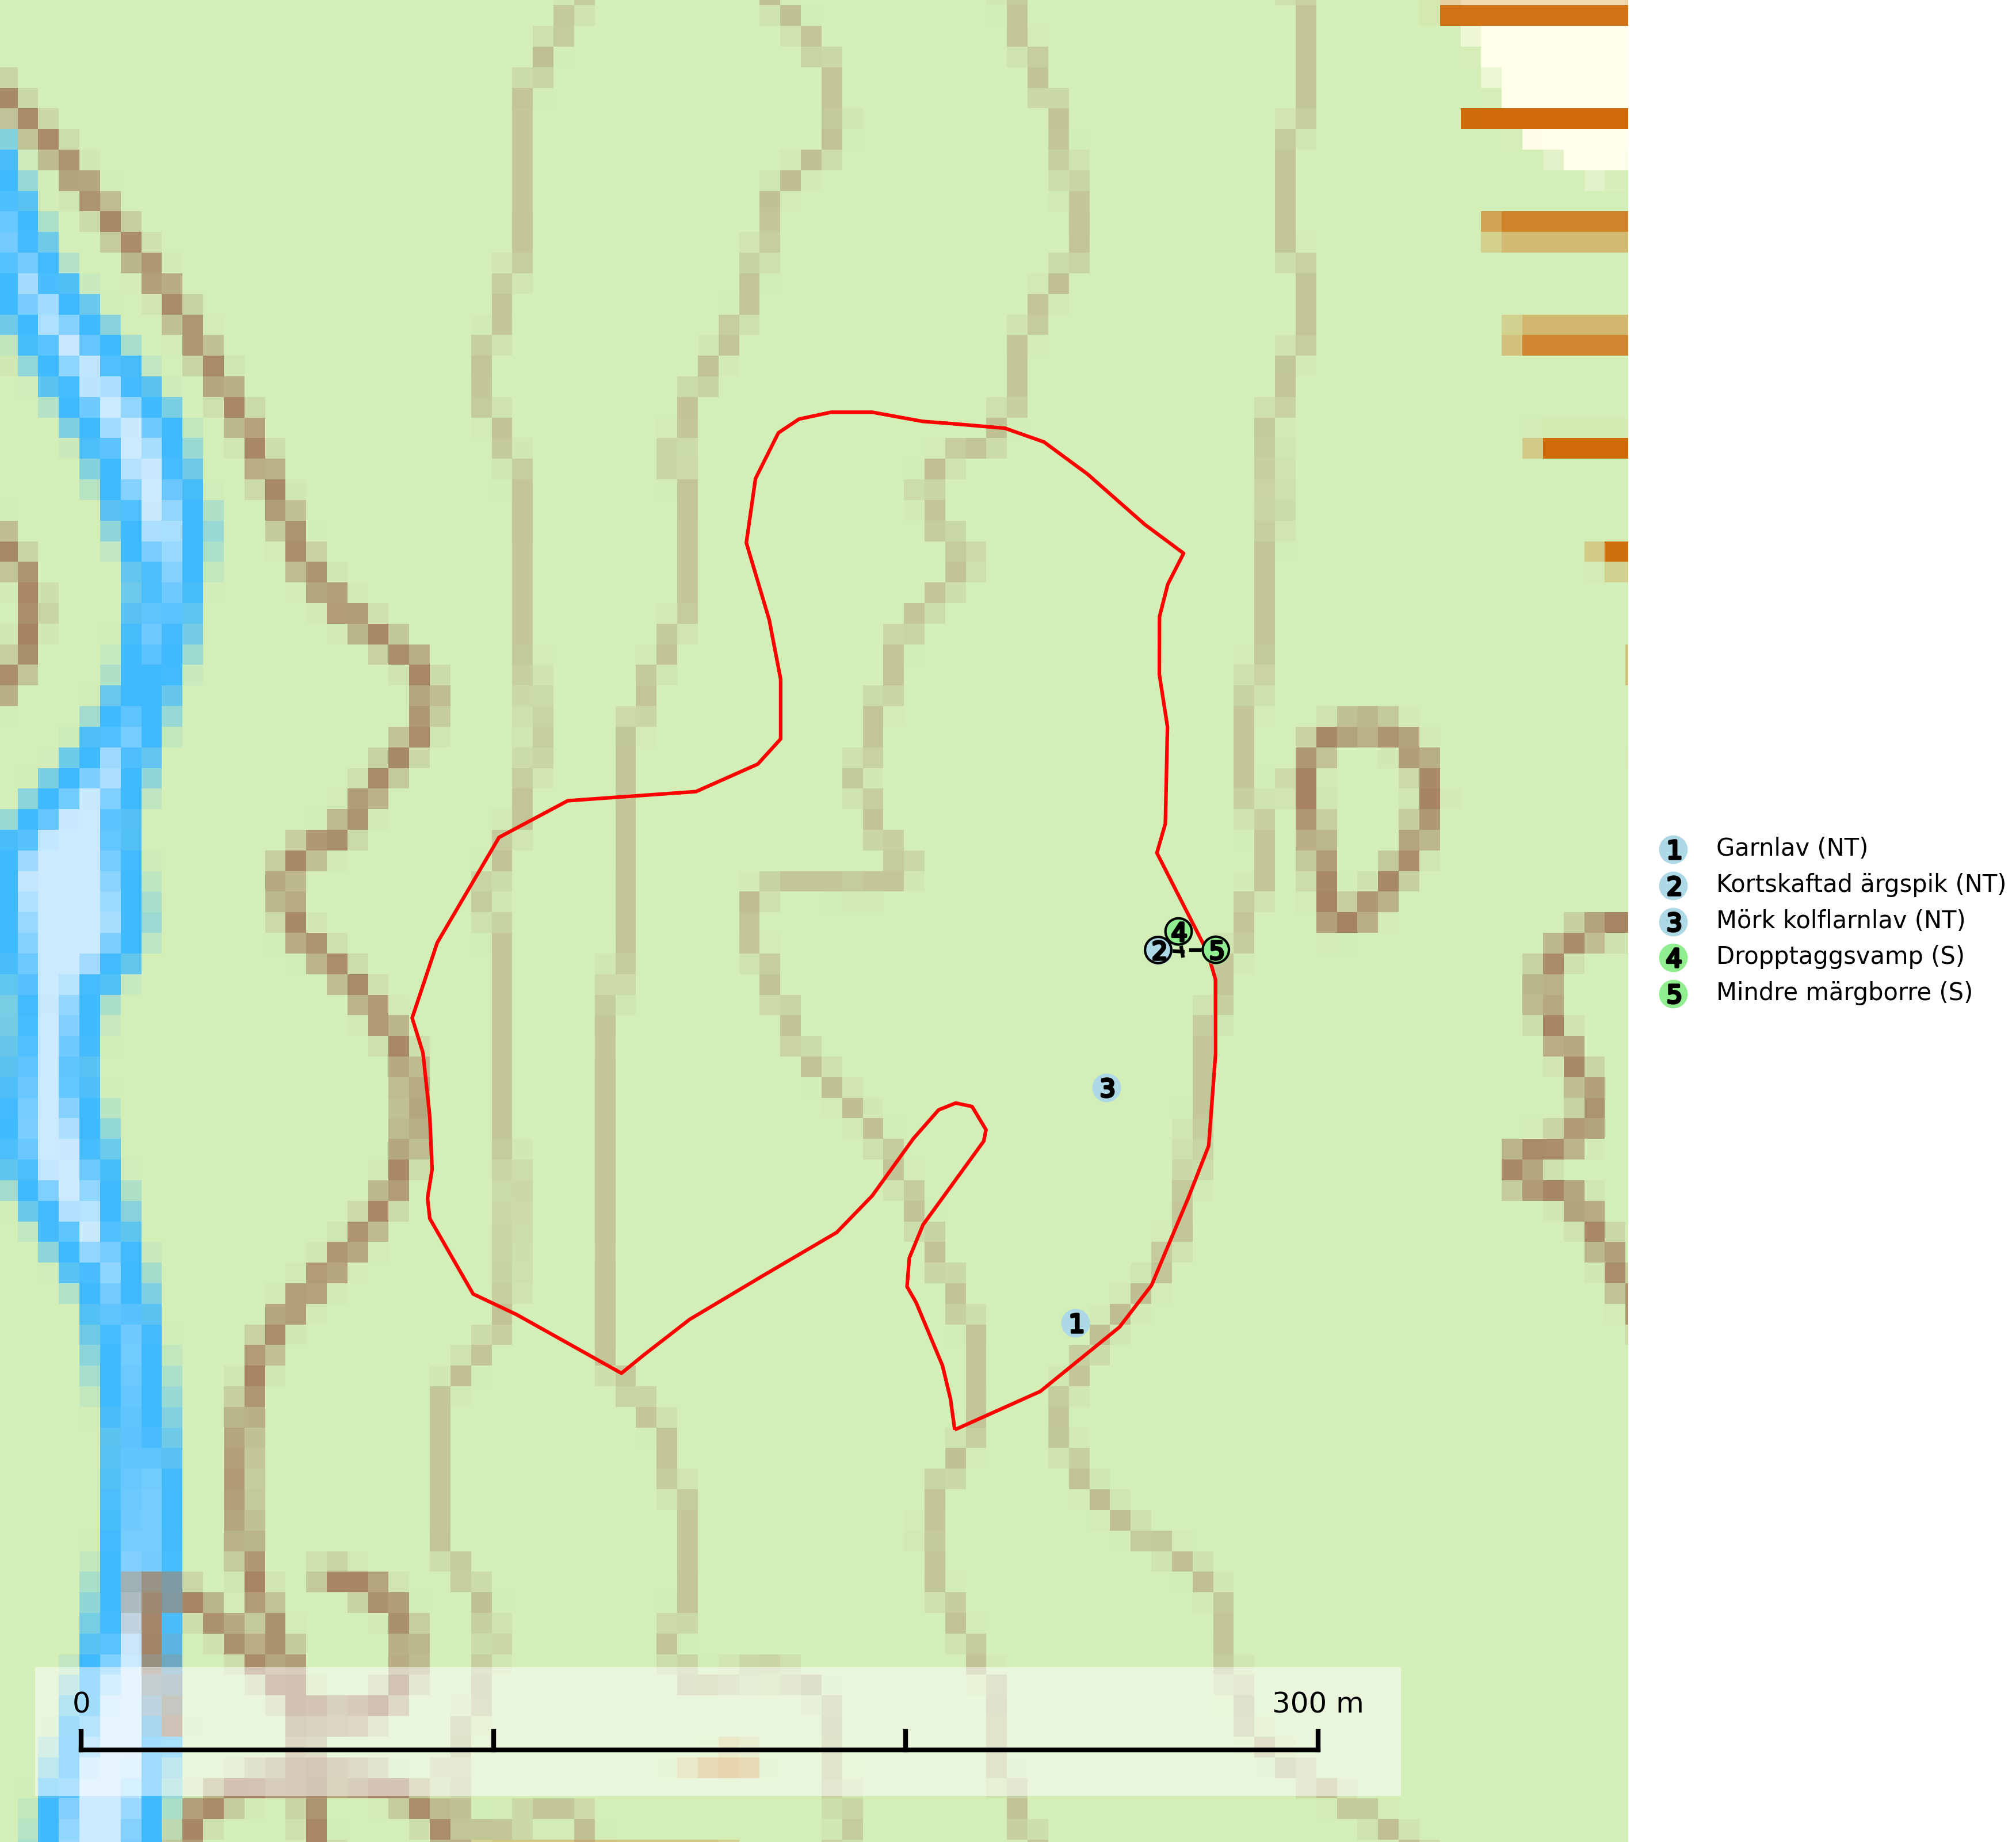 4
2
5
3
1
1 Garnlav (NT)
2 Kortskaftad ärgspik (NT)
3 Mörk kolflarnlav (NT)
4 Dropptaggsvamp (S)
5 Mindre märgborre (S)
0 300 m